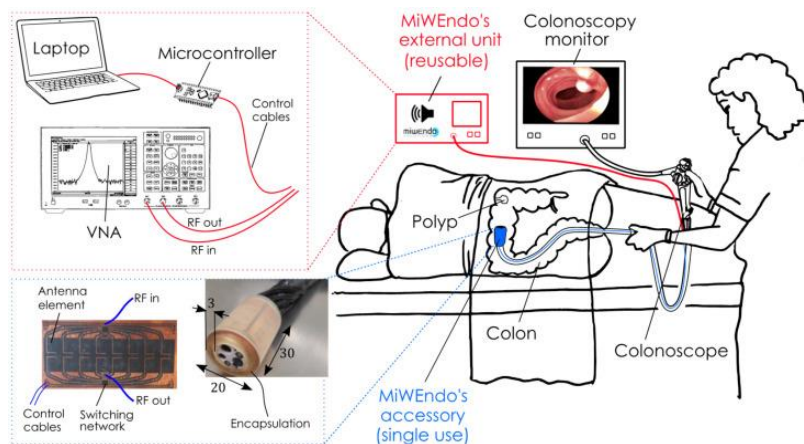 Laptop
Microcontroller
Control
cables
VNA
RF out
RF in
MiWEndo's
external unit
(reusable)
miwendo
Colonoscopy
monitor
Polyp
Colon
Colonoscope
MiWEndo's
accessory
(single use)
Antenna
element
RF in
RF out
Control
cables
Switching
network
3
30
20
Encapsulation